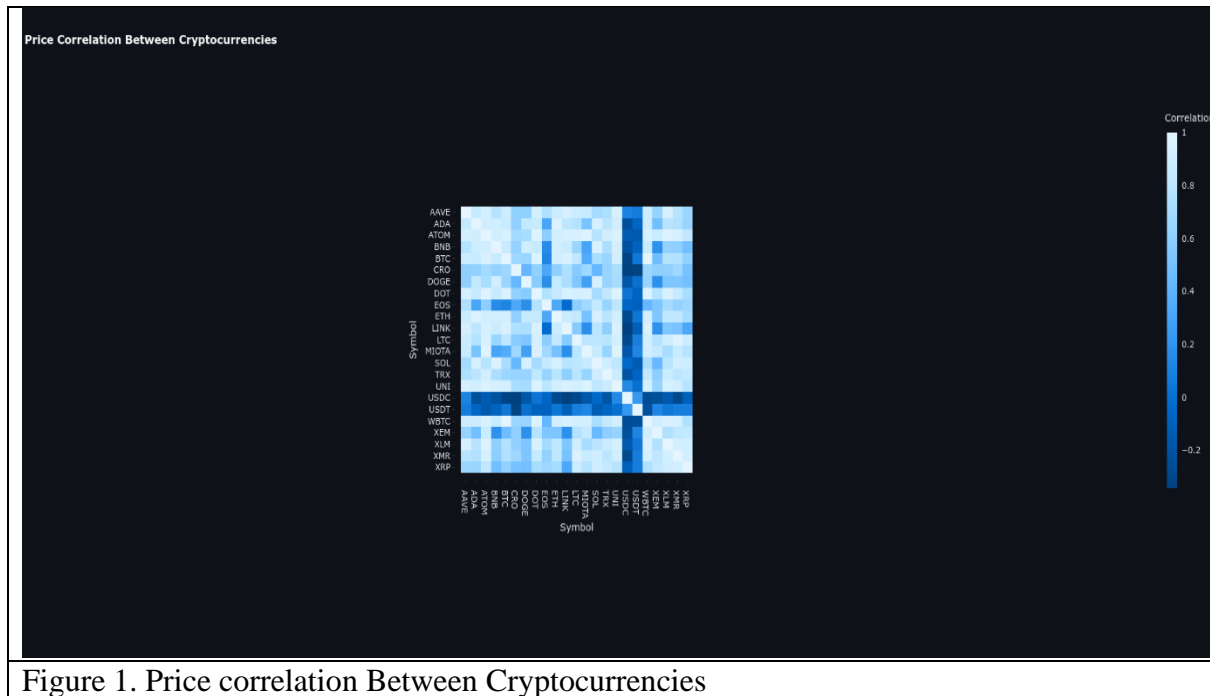 Price Correlation Between Cryptocurrencies
Correlation
1
0.8
0.6
0.4
0.2
0
−0.2
Symbol
AAVE
ADA
ATOM
BNB
BTC
CRO
DOGE
DOT
EOS
ETH
LINK
LTC
MIOTA
SOL
TRX
UNI
USDC
USDT
WBTC
XEM
XLM
XMR
XRP
AAVE
ADA
ATOM
BNB
BTC
CRO
DOGE
DOT
EOS
ETH
LINK
LTC
MIOTA
SOL
TRX
UNI
USDC
USDT
WBTC
XEM
XLM
XMR
XRP
Symbol
Figure 1. Price correlation Between Cryptocurrencies